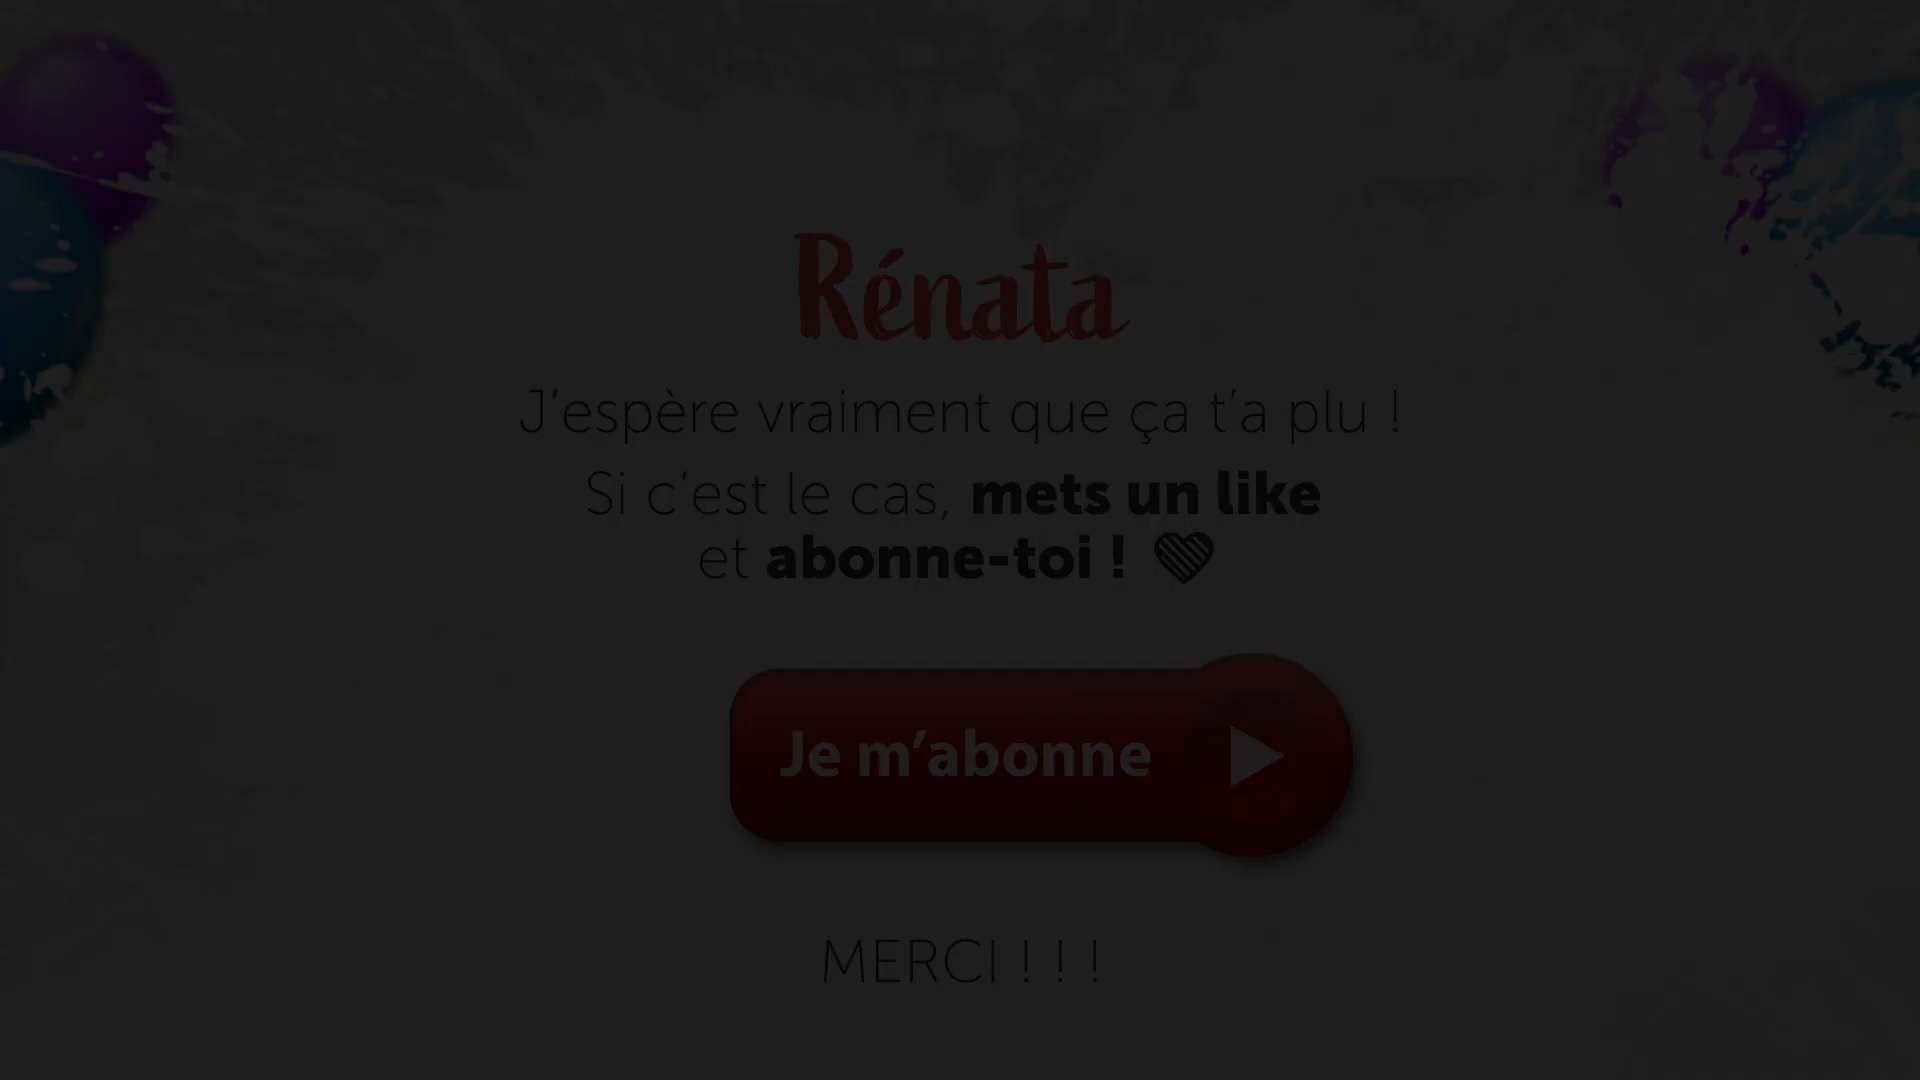 Rénata
J’espère vraiment que ça t’a plu !
Si c’est le cas, mets un like
et abonne-toi !
Je m’abonne
MERCI ! ! !